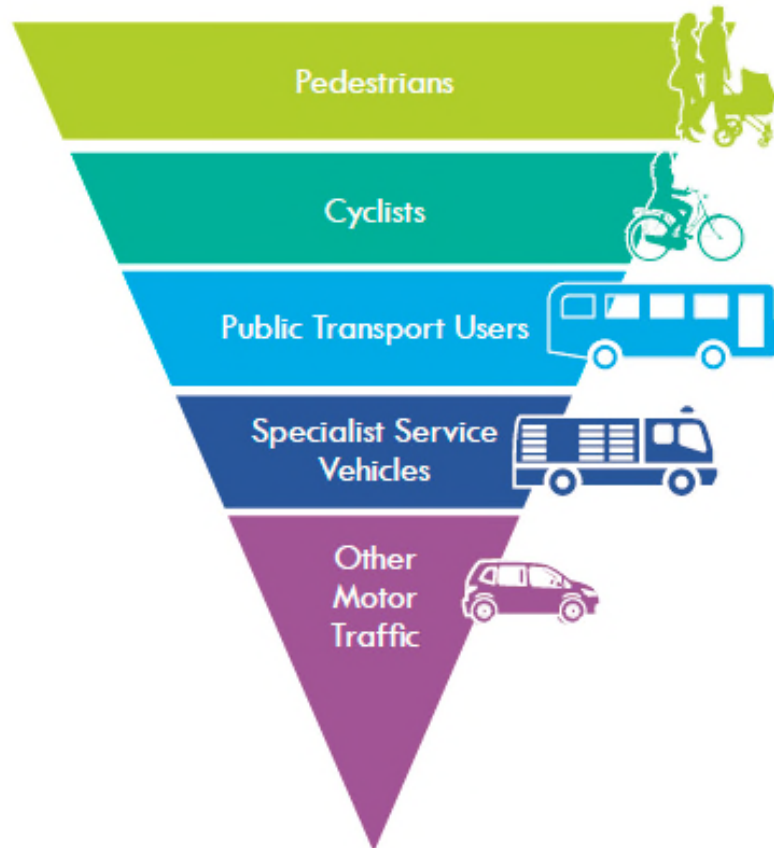 Pedestrians
Cyclists
Public Transport Users
Specialist Service
Vehicles
Other
Motor
Traffic